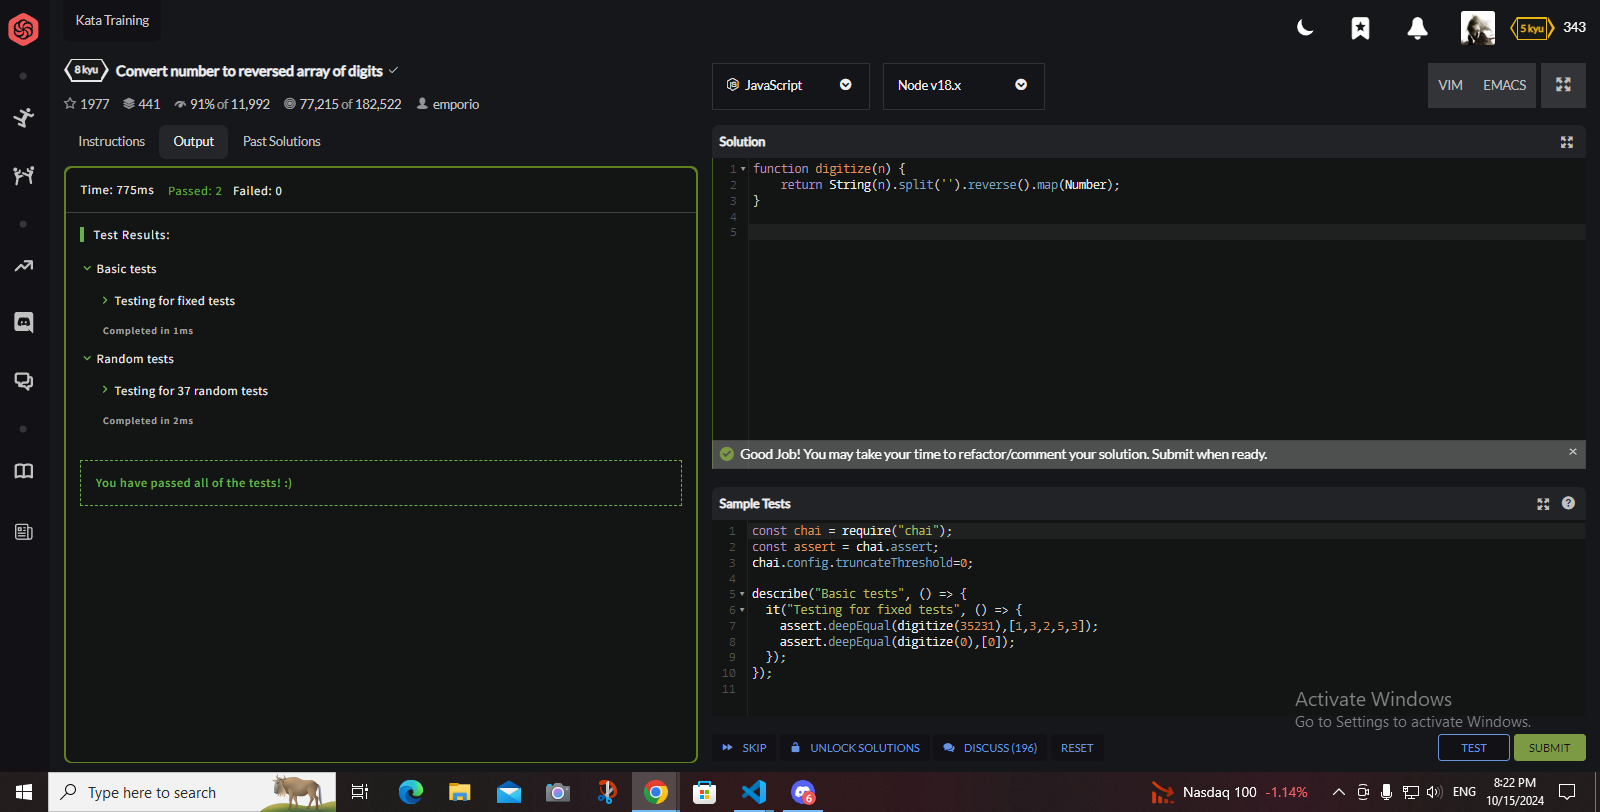 Kata Training
5 kyu 343
8 kyu Convert number to reversed array of digits
1977 441 91% of 11,992 77,215 of 182,522 emporio
Instructions Output Past Solutions
Time: 775ms Passed: 2 Failed: 0
Test Results:
Basic tests
Testing for fixed tests
Completed in 1ms
Random tests
Testing for 37 random tests
Completed in 2ms
You have passed all of the tests! :)
JavaScript Node v18.x VIM EMACS
Solution
1 function digitize(n) {
2 return String(n).split('').reverse().map(Number);
3 }
4
5
Good Job! You may take your time to refactor/comment your solution. Submit when ready. ×
Sample Tests ?
1 const chai = require("chai");
2 const assert = chai.assert;
3 chai.config.truncateThreshold=0;
4
5 describe("Basic tests", () => {
6 it("Testing for fixed tests", () => {
7 assert.deepEqual(digitize(35231),[1,3,2,5,3]);
8 assert.deepEqual(digitize(0),[0]);
9 });
10 });
11
Activate Windows
Go to Settings to activate Windows.
SKIP UNLOCK SOLUTIONS DISCUSS (196) RESET TEST SUBMIT
Type here to search
6
Nasdaq 100 -1.14% ENG
8:22 PM
10/15/2024